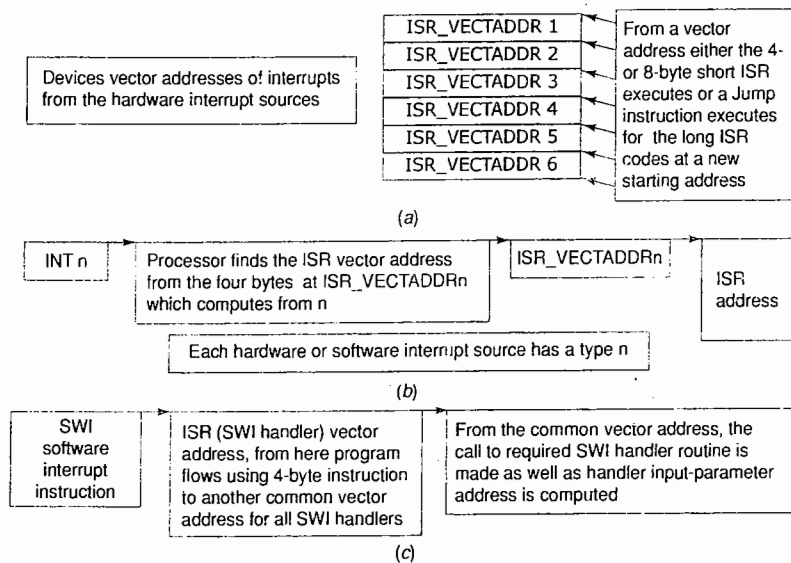 Devices vector addresses of interrupts
from the hardware interrupt sources
ISR_VECTADDR 1
ISR_VECTADDR 2
ISR_VECTADDR 3
ISR_VECTADDR 4
ISR_VECTADDR 5
ISR_VECTADDR 6
From a vector
address either the 4-
or 8-byte short ISR
executes or a Jump
instruction executes
for the long ISR
codes at a new
starting address
(a)
INT n
Processor finds the ISR vector address
from the four bytes at ISR_VECTADDRn
which computes from n
ISR_VECTADDRn
ISR
address
Each hardware or software interrupt source has a type n
(b)
SWI
software
interrupt
instruction
ISR (SWI handler) vector
address, from here program
flows using 4-byte instruction
to another common vector
address for all SWI handlers
From the common vector address, the
call to required SWI handler routine is
made as well as handler input-parameter
address is computed
(c)